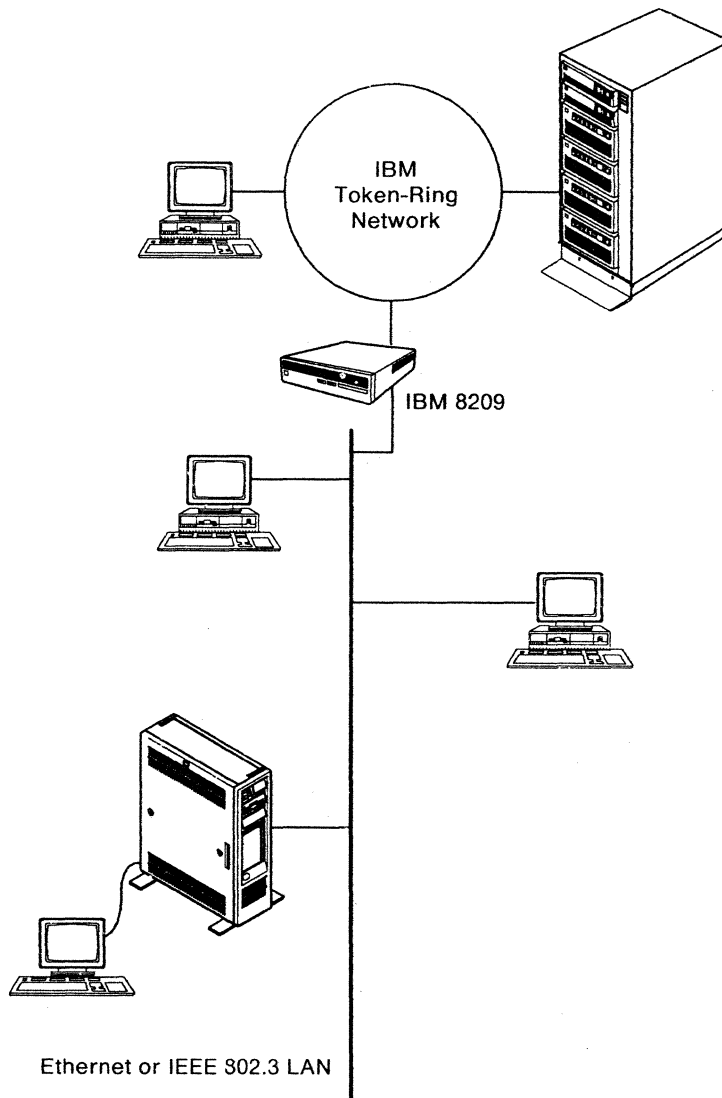 IBM
Token-Ring
Network
IBM 8209
Ethernet or IEEE 802.3 LAN